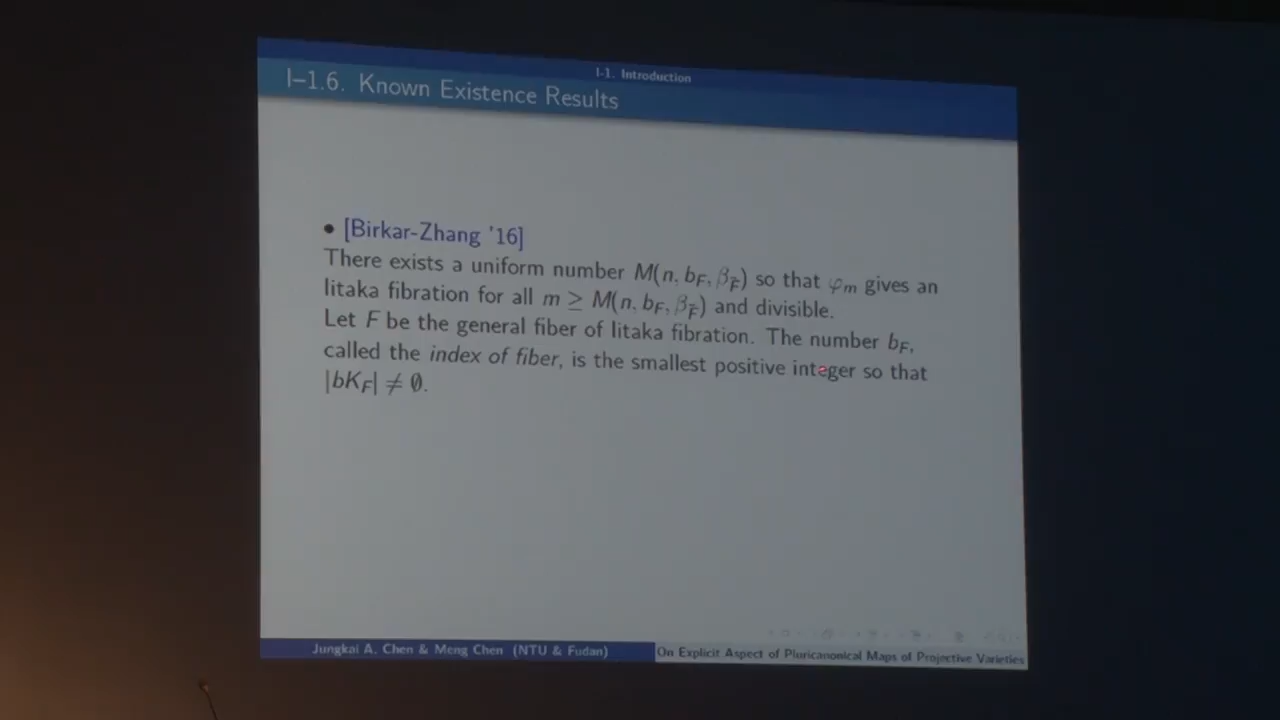 I-1. Introduction
I–1.6. Known Existence Results
• [Birkar-Zhang '16]
There exists a uniform number M(n, b_F, β_F̃) so that φ_m gives an
Iitaka fibration for all m ≥ M(n, b_F, β_F̃) and divisible.
Let F be the general fiber of Iitaka fibration. The number b_F,
called the index of fiber, is the smallest positive integer so that
|bK_F| ≠ ∅.
Jungkai A. Chen & Meng Chen (NTU & Fudan)
On Explicit Aspect of Pluricanonical Maps of Projective Varieties